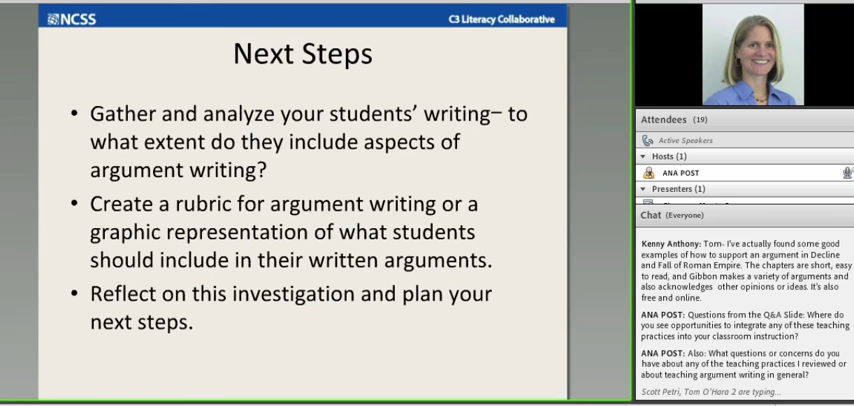 NCSS
C3 Literacy Collaborative
Next Steps
• Gather and analyze your students' writing– to
what extent do they include aspects of
argument writing?
• Create a rubric for argument writing or a
graphic representation of what students
should include in their written arguments.
• Reflect on this investigation and plan your
next steps.
Attendees (19)
Active Speakers
Hosts (1)
ANA POST
Presenters (1)
Chat (Everyone)
Kenny Anthony: Tom- I've actually found some good
examples of how to support an argument in Decline
and Fall of Roman Empire. The chapters are short, easy
to read, and Gibbon makes a variety of arguments and
also acknowledges other opinions or ideas. It's also
free and online.
ANA POST: Questions from the Q&A Slide: Where do
you see opportunities to integrate any of these teaching
practices into your classroom instruction?
ANA POST: Also: What questions or concerns do you
have about any of the teaching practices I reviewed or
about teaching argument writing in general?
Scott Petri, Tom O'Hara 2 are typing...